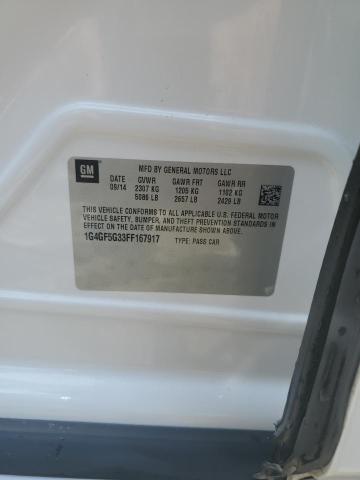 GM
MFD BY GENERAL MOTORS LLC
DATE GVWR GAWR FRT GAWR RR
09/14 2307 KG 1205 KG 1102 KG
5086 LB 2657 LB 2429 LB
THIS VEHICLE CONFORMS TO ALL APPLICABLE U.S. FEDERAL MOTOR
VEHICLE SAFETY, BUMPER, AND THEFT PREVENTION STANDARDS IN
EFFECT ON THE DATE OF MANUFACTURE SHOWN ABOVE.
1G4GF5G33FF167917 TYPE: PASS CAR